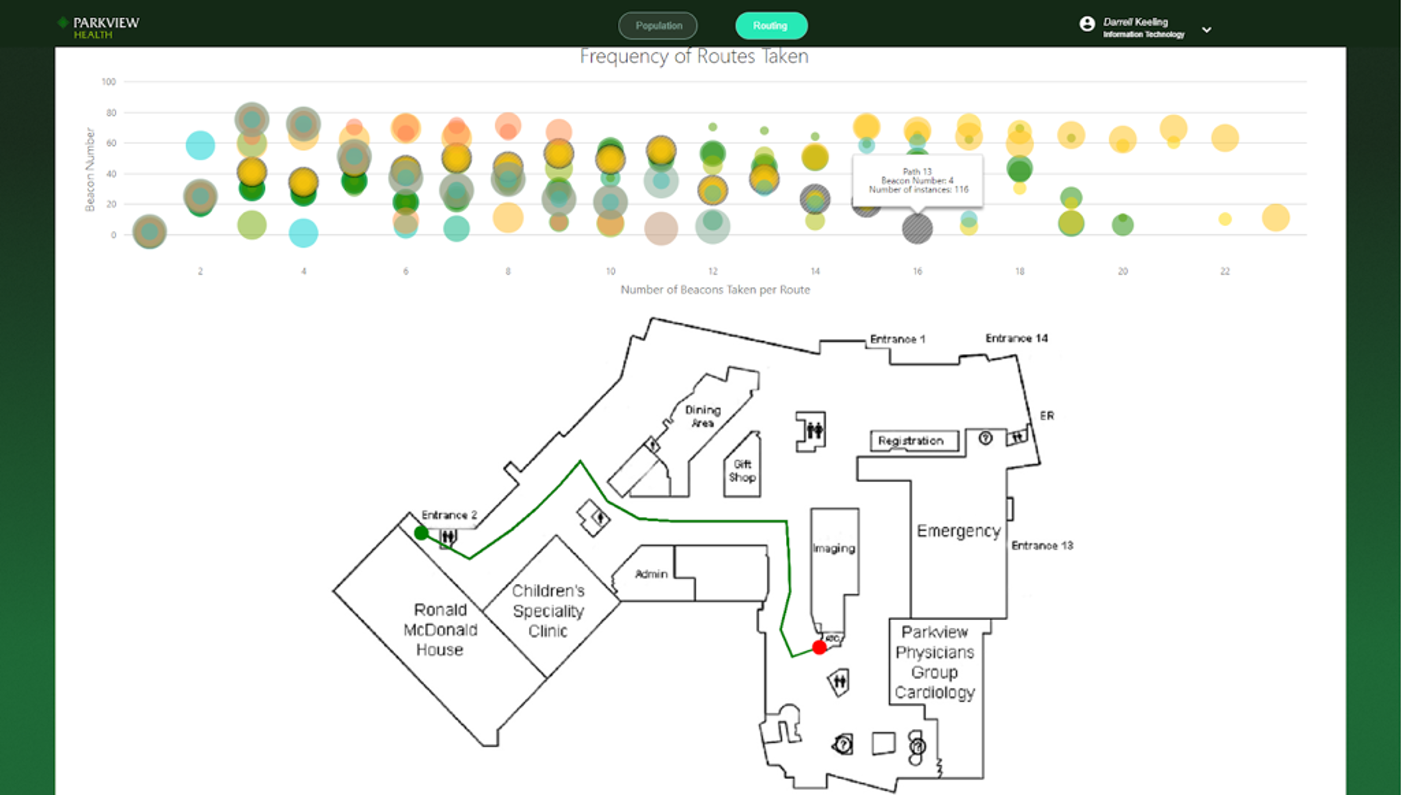 PARKVIEW
HEALTH
Population
Routing
Darrell Keeling
Information Technology
Frequency of Routes Taken
Beacon Number
100
80
60
40
20
0
Path 13
Beacon Number: 4
Number of instances: 116
2
4
6
8
10
12
14
16
18
20
22
Number of Beacons Taken per Route
Entrance 1
Entrance 14
Dining
Area
ER
Registration
?
Gift
Shop
Entrance 2
Emergency
Imaging
Entrance 13
Admin
Children's
Speciality
Clinic
Ronald
McDonald
House
Parkview
Physicians
Group
Cardiology
?
?